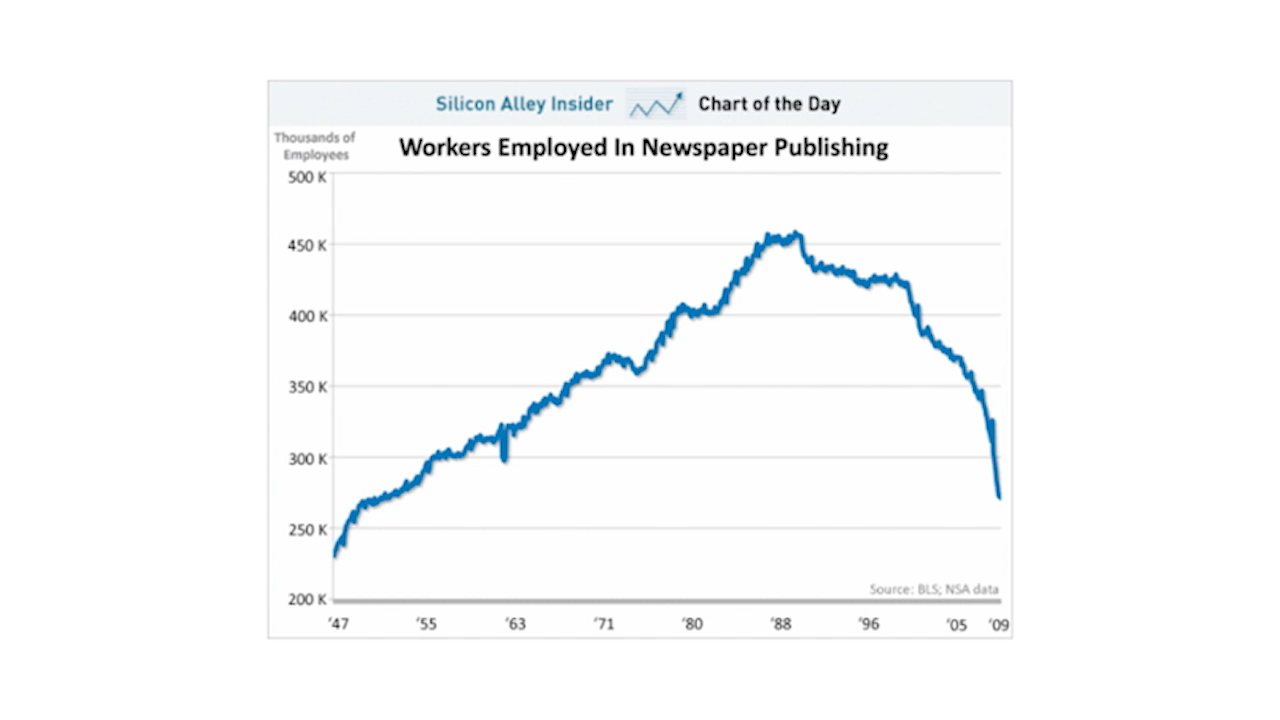 Silicon Alley Insider Chart of the Day
Thousands of
Employees
Workers Employed In Newspaper Publishing
500 K
450 K
400 K
350 K
300 K
250 K
200 K
Source: BLS; NSA data
'47 '55 '63 '71 '80 '88 '96 '05 '09